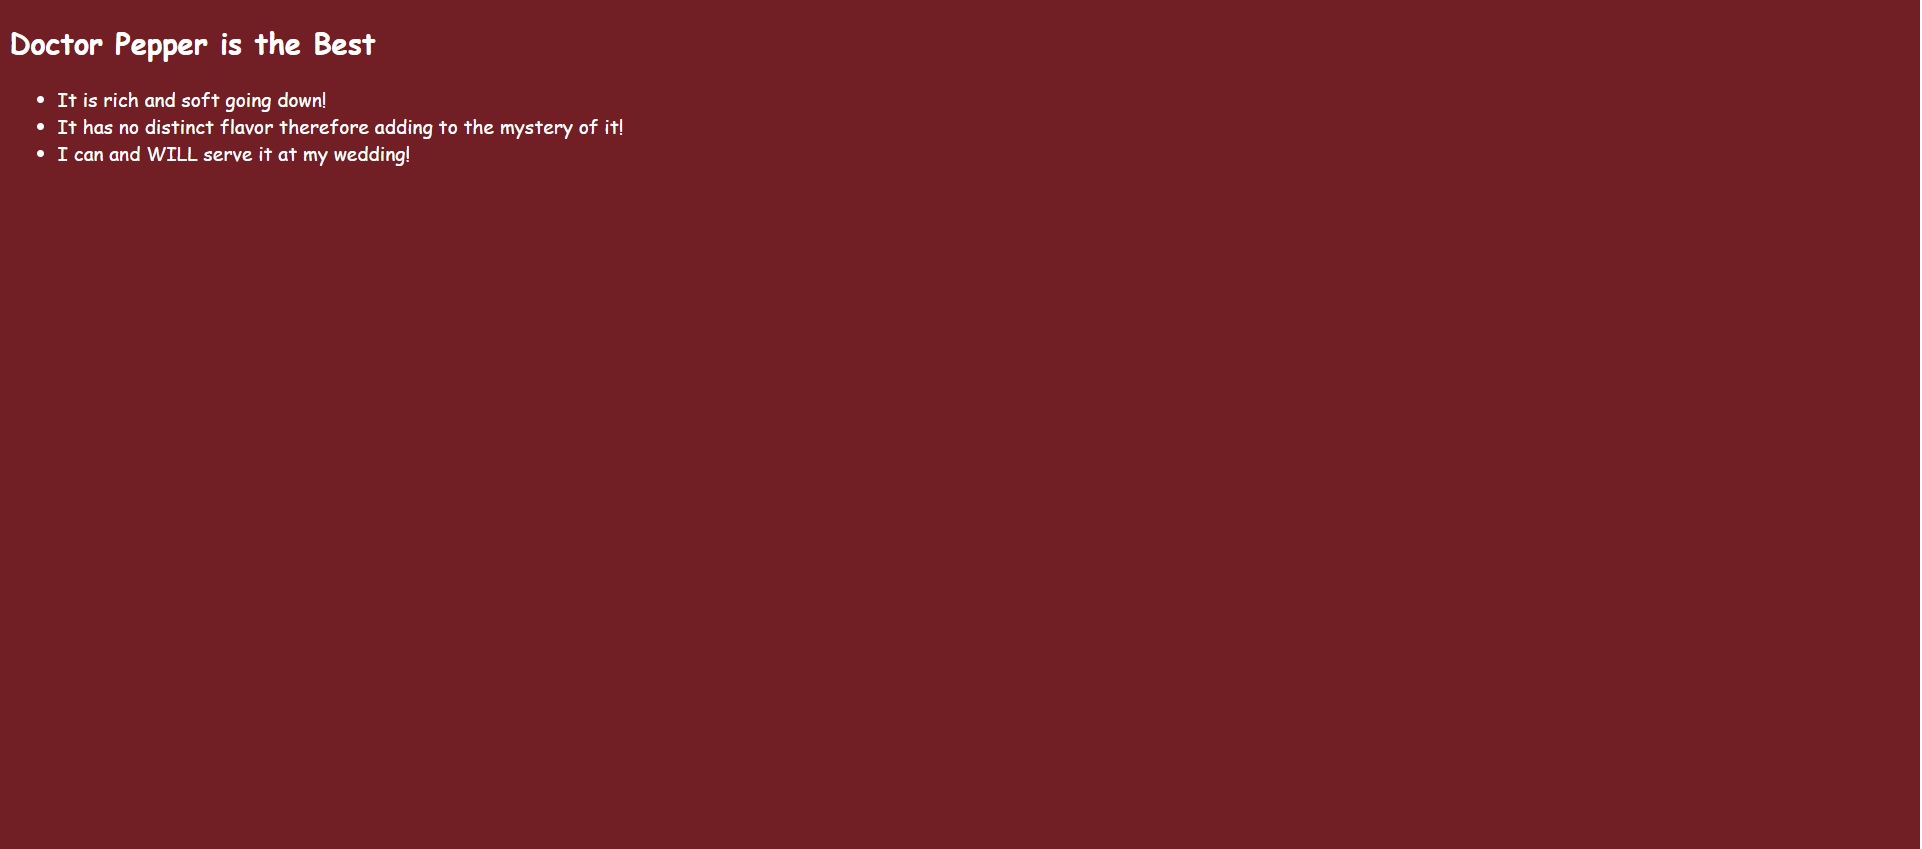 Doctor Pepper is the Best
• It is rich and soft going down!
• It has no distinct flavor therefore adding to the mystery of it!
• I can and WILL serve it at my wedding!